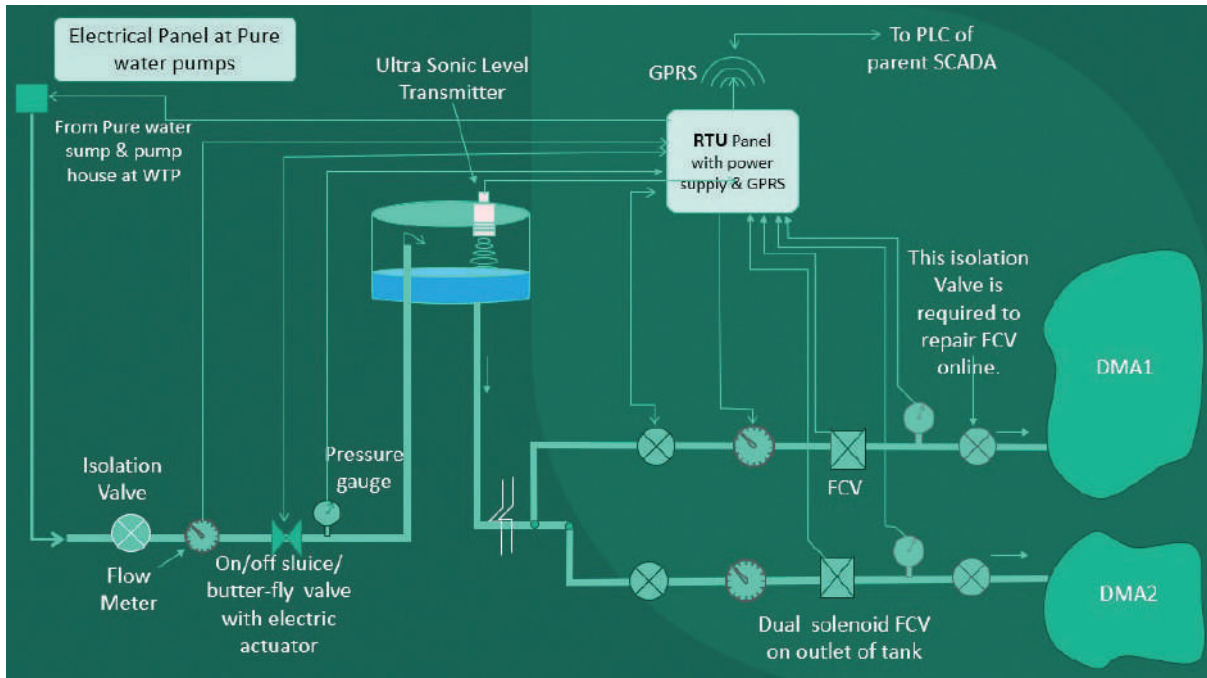 Electrical Panel at Pure
water pumps
Ultra Sonic Level
Transmitter
GPRS
To PLC of
parent SCADA
From Pure water
sump & pump
house at WTP
RTU Panel
with power
supply & GPRS
This isolation
Valve is
required to
repair FCV
online.
DMA1
Isolation
Valve
Pressure
gauge
FCV
Flow
Meter
On/off sluice/
butter-fly valve
with electric
actuator
Dual solenoid FCV
on outlet of tank
DMA2